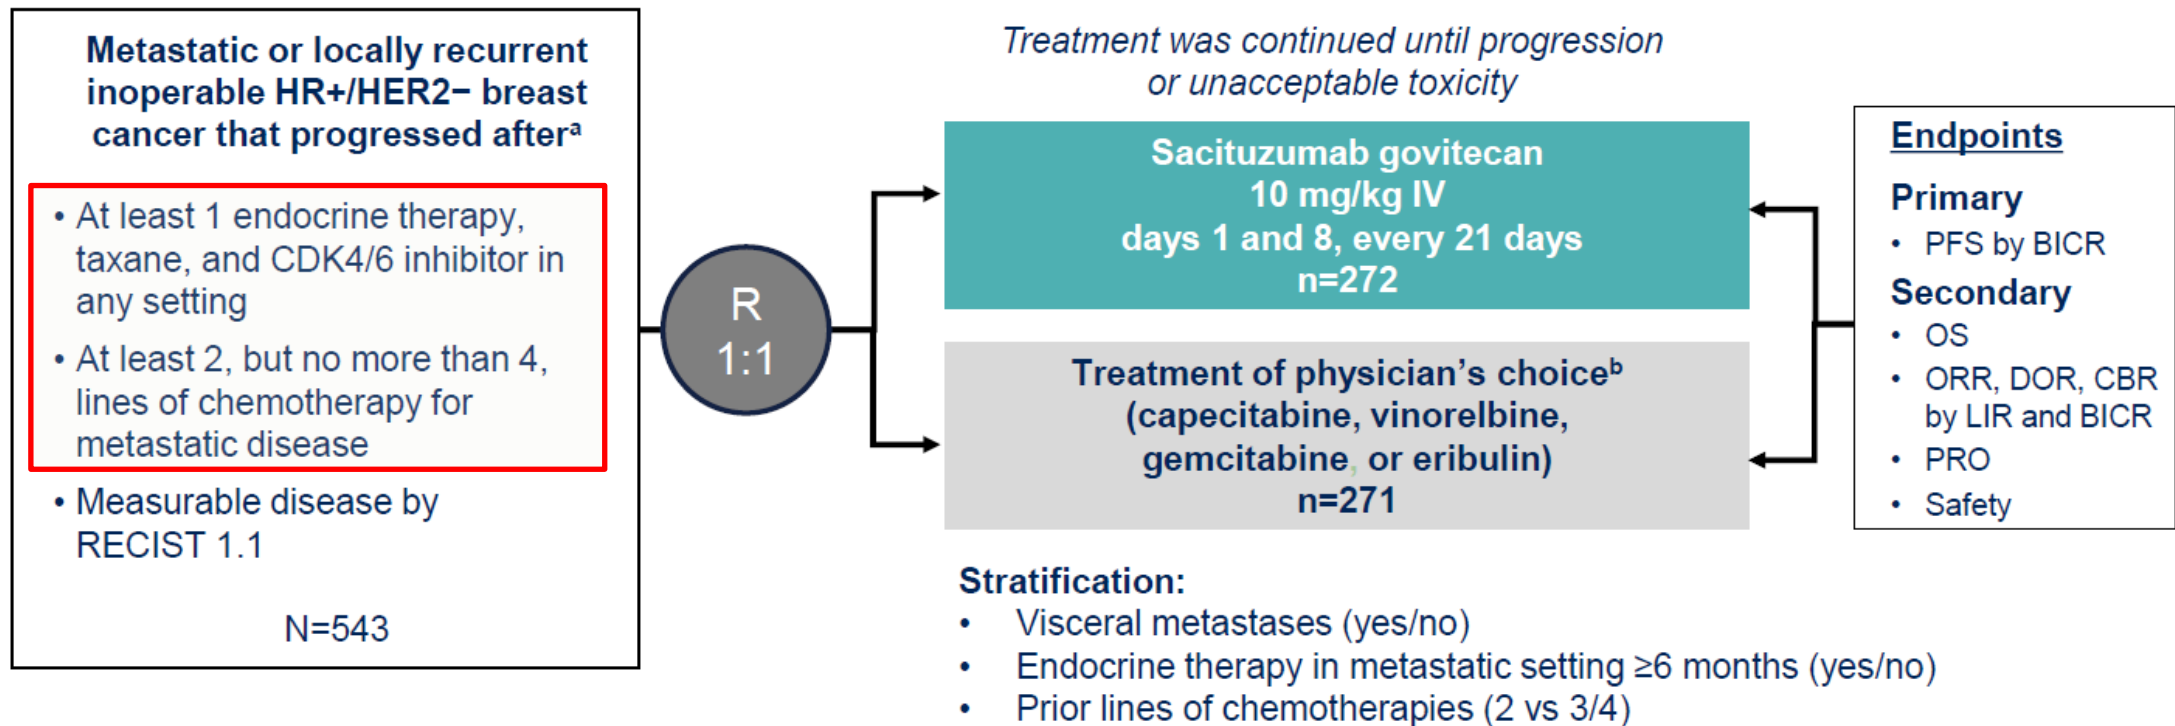 Metastatic or locally recurrent
inoperable HR+/HER2− breast
cancer that progressed afterᵃ
• At least 1 endocrine therapy,
taxane, and CDK4/6 inhibitor in
any setting
• At least 2, but no more than 4,
lines of chemotherapy for
metastatic disease
• Measurable disease by
RECIST 1.1
N=543
R
1:1
Treatment was continued until progression
or unacceptable toxicity
Sacituzumab govitecan
10 mg/kg IV
days 1 and 8, every 21 days
n=272
Treatment of physician’s choiceᵇ
(capecitabine, vinorelbine,
gemcitabine, or eribulin)
n=271
Stratification:
• Visceral metastases (yes/no)
• Endocrine therapy in metastatic setting ≥6 months (yes/no)
• Prior lines of chemotherapies (2 vs 3/4)
Endpoints
Primary
• PFS by BICR
Secondary
• OS
• ORR, DOR, CBR
by LIR and BICR
• PRO
• Safety